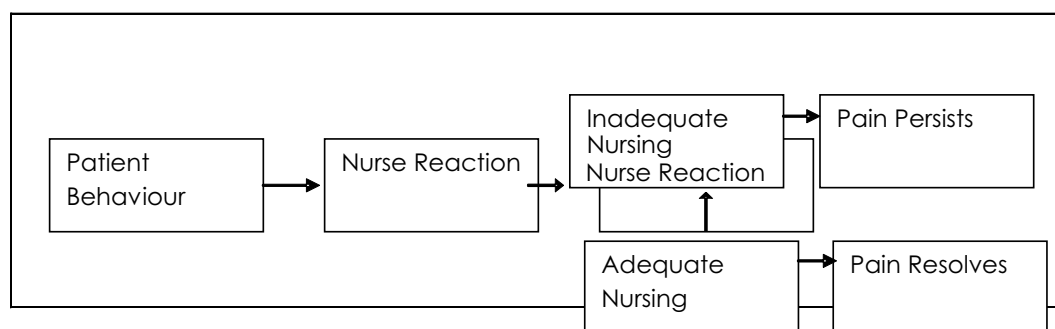 Patient
Behaviour
Nurse Reaction
Inadequate
Nursing
Nurse Reaction
Pain Persists
Adequate
Nursing
Pain Resolves